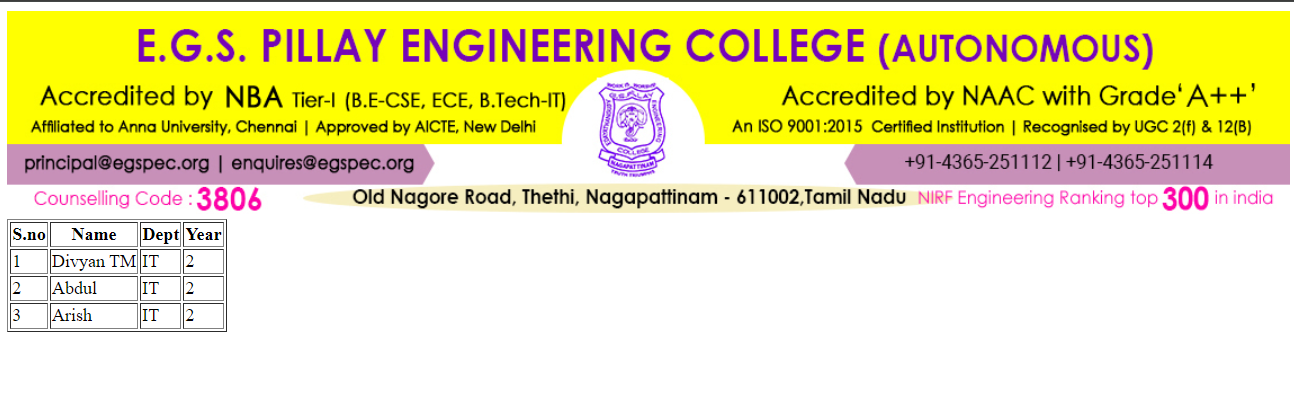 E.G.S. PILLAY ENGINEERING COLLEGE (AUTONOMOUS)
Accredited by NBA Tier-I (B.E-CSE, ECE, B.Tech-IT)
Accredited by NAAC with Grade‘A++’
Affiliated to Anna University, Chennai | Approved by AICTE, New Delhi
An ISO 9001:2015 Certified Institution | Recognised by UGC 2(f) & 12(B)
E.G.S. PILLAY
ENGINEERING
COLLEGE
NAGAPATTINAM
principal@egspec.org | enquires@egspec.org
+91-4365-251112 | +91-4365-251114
Counselling Code : 3806
Old Nagore Road, Thethi, Nagapattinam - 611002,Tamil Nadu
NIRF Engineering Ranking top 300 in india
S.no Name Dept Year
1 Divyan TM IT 2
2 Abdul IT 2
3 Arish IT 2